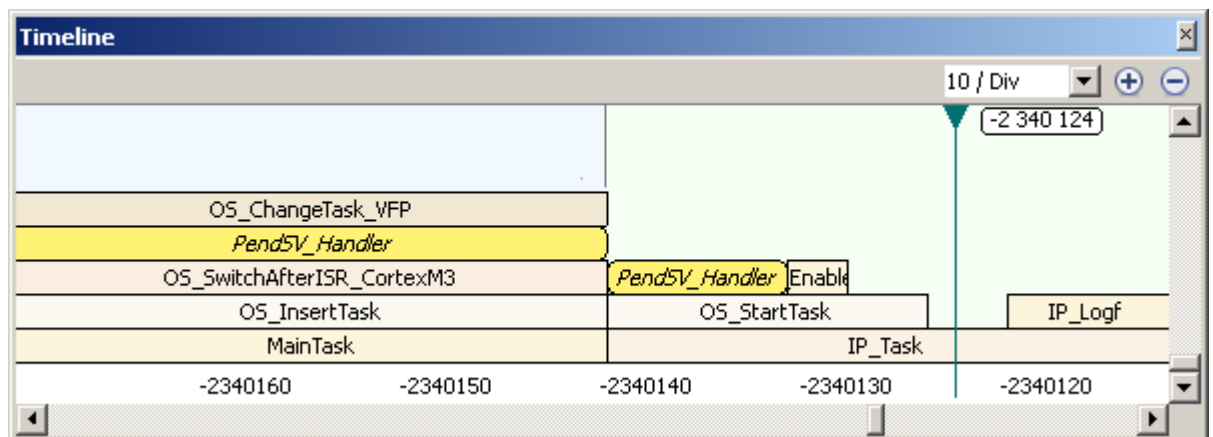 Timeline
10 / Div
-2 340 124
OS_ChangeTask_VFP
PendSV_Handler
OS_SwitchAfterISR_CortexM3 PendSV_Handler Enable
OS_InsertTask OS_StartTask IP_Logf
MainTask IP_Task
-2340160 -2340150 -2340140 -2340130 -2340120